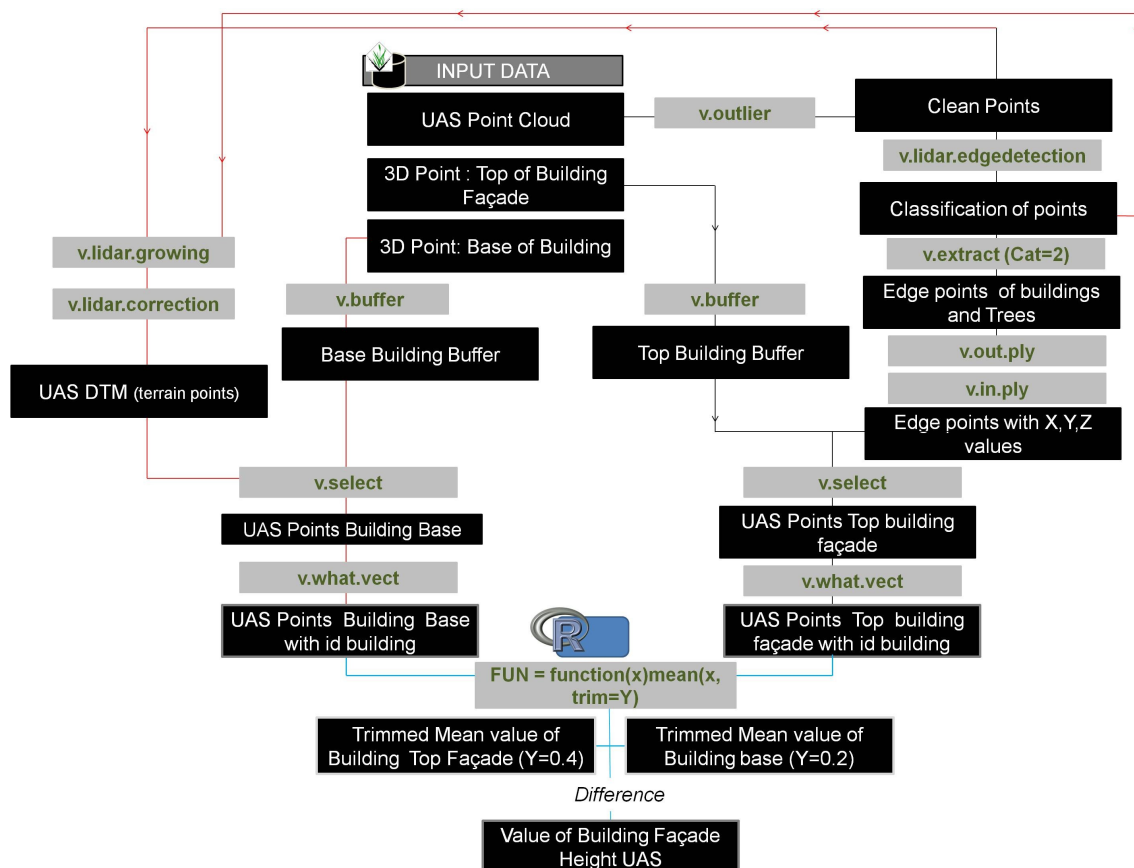 INPUT DATA
UAS Point Cloud
v.outlier
Clean Points
v.lidar.edgedetection
3D Point : Top of Building
Façade
Classification of points
3D Point: Base of Building
v.lidar.growing
v.extract (Cat=2)
v.lidar.correction
v.buffer
v.buffer
Edge points of buildings
and Trees
Base Building Buffer
Top Building Buffer
v.out.ply
UAS DTM (terrain points)
v.in.ply
Edge points with X,Y,Z
values
v.select
v.select
UAS Points Building Base
UAS Points Top building
façade
v.what.vect
v.what.vect
UAS Points Building Base
with id building
R
UAS Points Top building
façade with id building
FUN = function(x)mean(x,
trim=Y)
Trimmed Mean value of
Building Top Façade (Y=0.4)
Trimmed Mean value of
Building base (Y=0.2)
Difference
Value of Building Façade
Height UAS